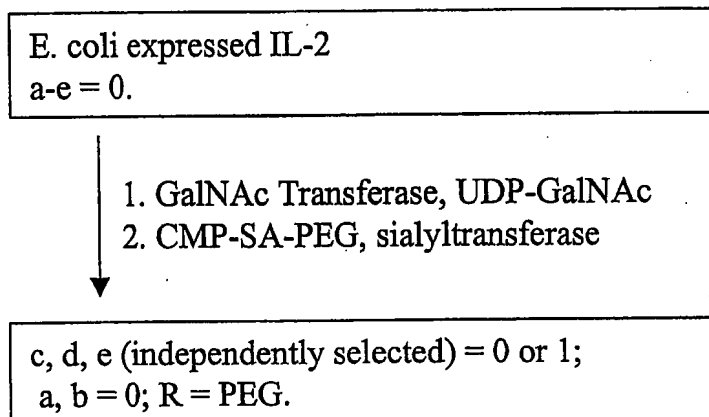 E. coli expressed IL-2
a-e = 0.
1. GalNAc Transferase, UDP-GalNAc
2. CMP-SA-PEG, sialyltransferase
c, d, e (independently selected) = 0 or 1;
a, b = 0; R = PEG.